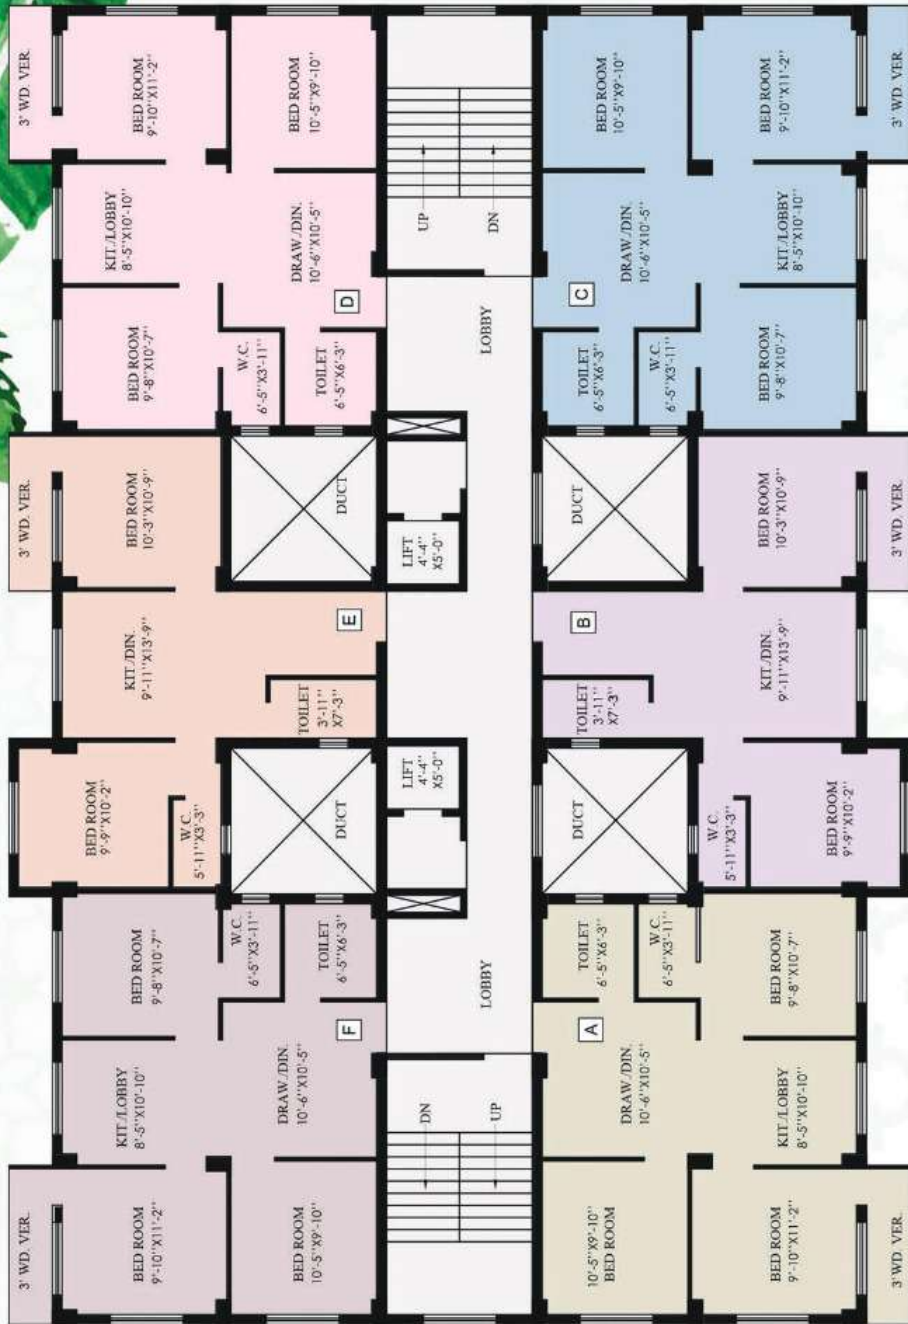 3' WD. VER.
BED ROOM
9'-10"X11'-2"
KIT./LOBBY
8'-5"X10'-10"
BED ROOM
9'-8"X10'-7"
BED ROOM
10'-5"X9'-10"
DRAW./DIN.
10'-6"X10'-5"
W.C.
6'-5"X3'-11"
TOILET
6'-5"X6'-3"
F
BED ROOM
9'-9"X10'-2"
W.C.
5'-11"X3'-3"
KIT./DIN.
9'-11"X13'-9"
TOILET
3'-11"
X7'-3"
E
3' WD. VER.
BED ROOM
10'-3"X10'-9"
DUCT
DUCT
BED ROOM
9'-8"X10'-7"
KIT./LOBBY
8'-5"X10'-10"
3' WD. VER.
BED ROOM
9'-10"X11'-2"
W.C.
6'-5"X3'-11"
TOILET
6'-5"X6'-3"
DRAW./DIN.
10'-6"X10'-5"
BED ROOM
10'-5"X9'-10"
D
DN
UP
LOBBY
LIFT
4'-4"
X5'-0"
LIFT
4'-4"
X5'-0"
LOBBY
UP
DN
10'-5"X9'-10"
BED ROOM
DRAW./DIN.
10'-6"X10'-5"
A
TOILET
6'-5"X6'-3"
W.C.
6'-5"X3'-11"
BED ROOM
9'-10"X11'-2"
KIT./LOBBY
8'-5"X10'-10"
BED ROOM
9'-8"X10'-7"
3' WD. VER.
DUCT
DUCT
TOILET
3'-11"
X7'-3"
B
W.C.
5'-11"X3'-3"
BED ROOM
9'-9"X10'-2"
KIT./DIN.
9'-11"X13'-9"
BED ROOM
10'-3"X10'-9"
3' WD. VER.
TOILET
6'-5"X6'-3"
C
W.C.
6'-5"X3'-11"
DRAW./DIN.
10'-6"X10'-5"
BED ROOM
10'-5"X9'-10"
BED ROOM
9'-8"X10'-7"
KIT./LOBBY
8'-5"X10'-10"
BED ROOM
9'-10"X11'-2"
3' WD. VER.